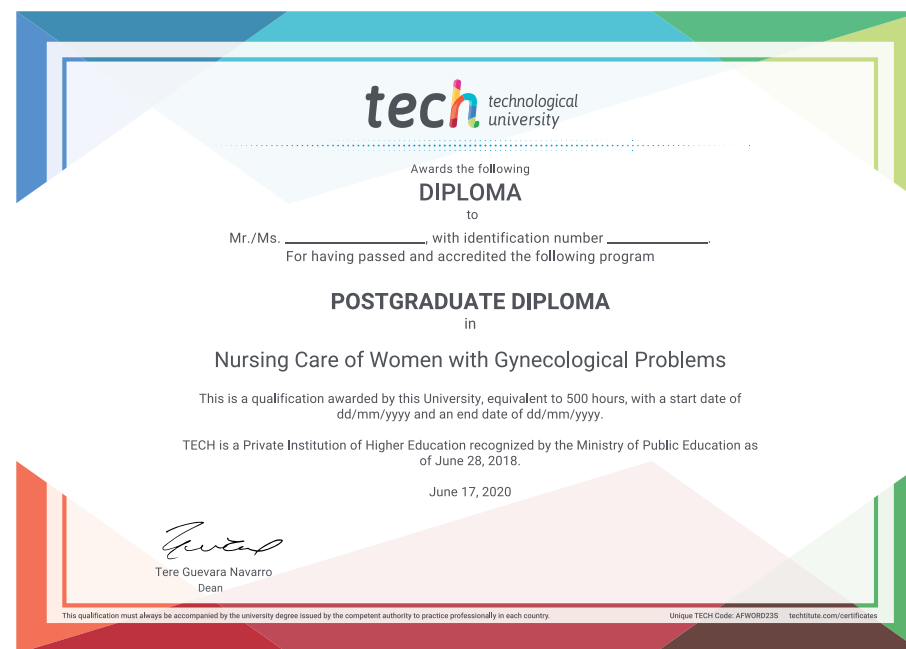 tech technological
university
Awards the following
DIPLOMA
to
Mr./Ms. ____________________, with identification number _______________.
For having passed and accredited the following program
POSTGRADUATE DIPLOMA
in
Nursing Care of Women with Gynecological Problems
This is a qualification awarded by this University, equivalent to 500 hours, with a start date of
dd/mm/yyyy and an end date of dd/mm/yyyy.
TECH is a Private Institution of Higher Education recognized by the Ministry of Public Education as
of June 28, 2018.
June 17, 2020
Tere Guevara Navarro
Dean
This qualification must always be accompanied by the university degree issued by the competent authority to practice professionally in each country. Unique TECH Code: AFWORD23S techtitute.com/certificates